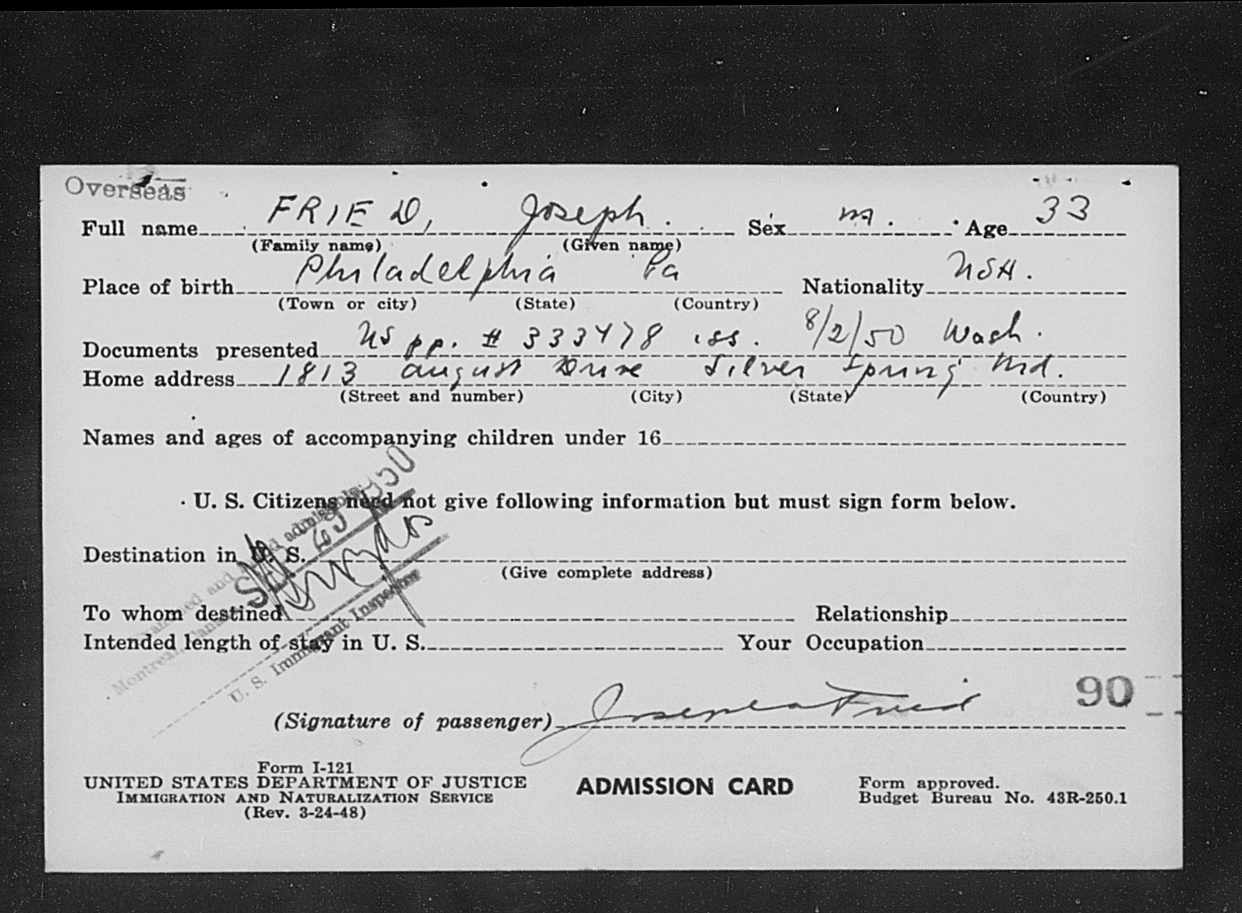 Overseas
Full name FRIED, Joseph. Sex m. Age 33
(Family name) (Given name)
Place of birth Philadelphia Pa Nationality USA.
(Town or city) (State) (Country)
Documents presented US pp. # 333478 iss. 8/2/50 Wash.
Home address 1813 August Drive Silver Spring Md.
(Street and number) (City) (State) (Country)
Names and ages of accompanying children under 16
U. S. Citizens need not give following information but must sign form below.
Destination in U. S.
(Give complete address)
To whom destined Relationship
Intended length of stay in U. S. Your Occupation
and admission
Montreal, Canada
U. S. Immigrant Inspector
90
(Signature of passenger) Joseph Fried
Form I-121
UNITED STATES DEPARTMENT OF JUSTICE ADMISSION CARD Form approved.
IMMIGRATION AND NATURALIZATION SERVICE Budget Bureau No. 43R-250.1
(Rev. 3-24-48)